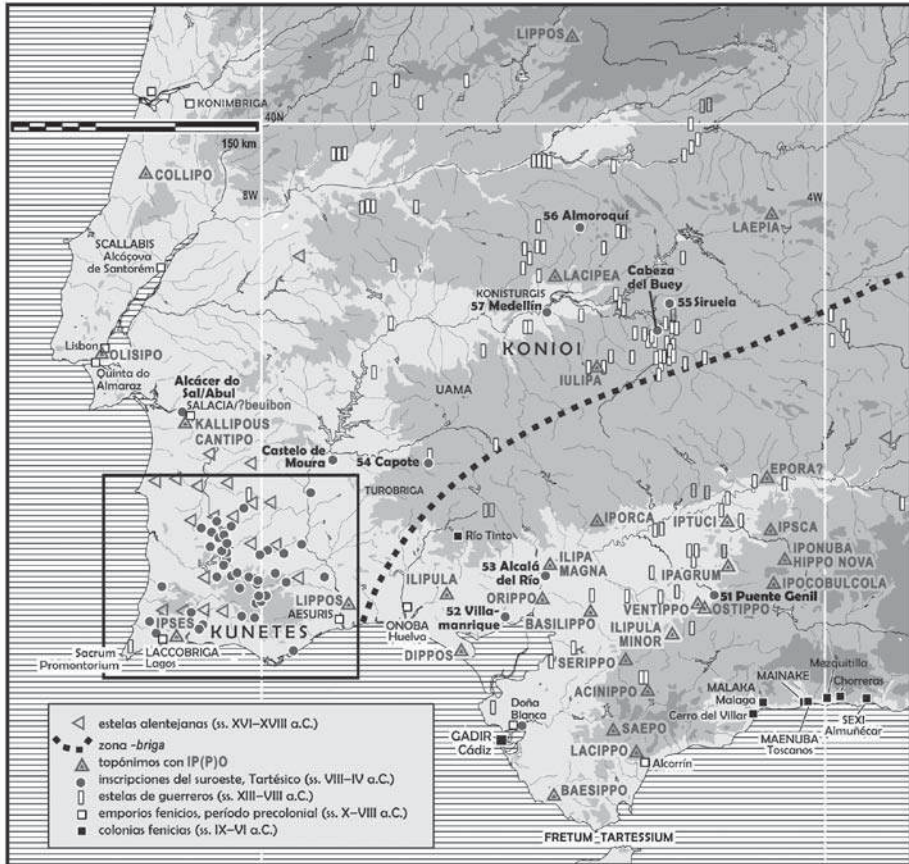 LIPPOS
KONIMBRIGA
40N
150 km
COLLIPO
8W
4W
56 Almoroquí
LAEPIA
SCALLABIS
Alcáçova
de Santorém
LACIPEA
Cabeza
del Buey
KONISTURGIS
57 Medellín
55 Siruela
KONIOI
Lisbon
OLISIPO
Quinta do
Almaraz
IULIPA
UAMA
Alcácer do
Sal/Abul
SALACIA/?beuibon
KALLIPOUS
CANTIPO
Castelo de
Moura
54 Capote
TUROBRIGA
EPORA?
Río Tinto
IPORCA
IPTUCI
IPSCA
IPONUBA
HIPPO NOVA
ILIPA
MAGNA
53 Alcalá
del Río
IPAGRUM
IPOCOBULCOLA
ILIPULA
ORIPPO
51 Puente Genil
LIPPOS
AESURIS
VENTIPPO
OSTIPPO
IPSES
KUNETES
ONOBA
Huelva
52 Villa-
manrique
BASILIPPO
ILIPULA
MINOR
Sacrum
Promontorium
LACCOBRIGA
Lagos
DIPPOS
SERIPPO
Mezquitilla
MAINAKE
Chorreras
ACINIPPO
MALAKA
Malaga
Doña
Blanca
Cerro del Villar
SEXI
Almuñécar
MAENUBA
Toscanos
GADIR
Cádiz
SAEPO
LACIPPO
Alcorrín
BAESIPPO
FRETUM TARTESSIUM
estelas alentejanas (ss. XVI–XVIII a.C.)
zona -briga
topónimos con IP(P)O
inscripciones del suroeste, Tartésico (ss. VIII–IV a.C.)
estelas de guerreros (ss. XIII–VIII a.C.)
emporios fenicios, período precolonial (ss. X–VIII a.C.)
colonias fenicias (ss. IX–VI a.C.)